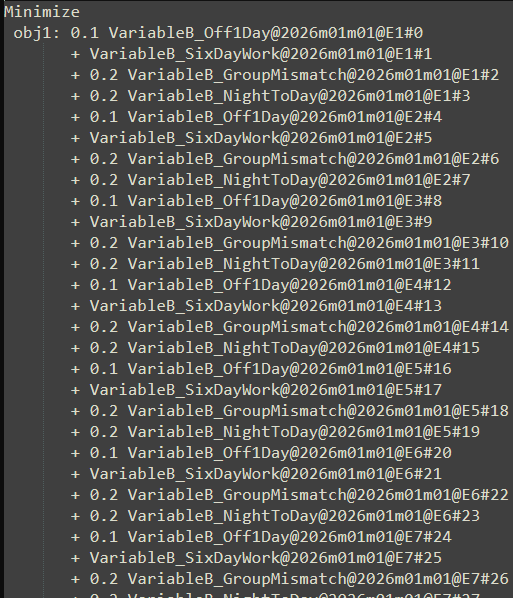 Minimize
obj1: 0.1 VariableB_Off1Day@2026m01m01@E1#0
+ VariableB_SixDayWork@2026m01m01@E1#1
+ 0.2 VariableB_GroupMismatch@2026m01m01@E1#2
+ 0.2 VariableB_NightToDay@2026m01m01@E1#3
+ 0.1 VariableB_Off1Day@2026m01m01@E2#4
+ VariableB_SixDayWork@2026m01m01@E2#5
+ 0.2 VariableB_GroupMismatch@2026m01m01@E2#6
+ 0.2 VariableB_NightToDay@2026m01m01@E2#7
+ 0.1 VariableB_Off1Day@2026m01m01@E3#8
+ VariableB_SixDayWork@2026m01m01@E3#9
+ 0.2 VariableB_GroupMismatch@2026m01m01@E3#10
+ 0.2 VariableB_NightToDay@2026m01m01@E3#11
+ 0.1 VariableB_Off1Day@2026m01m01@E4#12
+ VariableB_SixDayWork@2026m01m01@E4#13
+ 0.2 VariableB_GroupMismatch@2026m01m01@E4#14
+ 0.2 VariableB_NightToDay@2026m01m01@E4#15
+ 0.1 VariableB_Off1Day@2026m01m01@E5#16
+ VariableB_SixDayWork@2026m01m01@E5#17
+ 0.2 VariableB_GroupMismatch@2026m01m01@E5#18
+ 0.2 VariableB_NightToDay@2026m01m01@E5#19
+ 0.1 VariableB_Off1Day@2026m01m01@E6#20
+ VariableB_SixDayWork@2026m01m01@E6#21
+ 0.2 VariableB_GroupMismatch@2026m01m01@E6#22
+ 0.2 VariableB_NightToDay@2026m01m01@E6#23
+ 0.1 VariableB_Off1Day@2026m01m01@E7#24
+ VariableB_SixDayWork@2026m01m01@E7#25
+ 0.2 VariableB_GroupMismatch@2026m01m01@E7#26
+ 0.2 VariableB_NightToDay@2026m01m01@E7#27